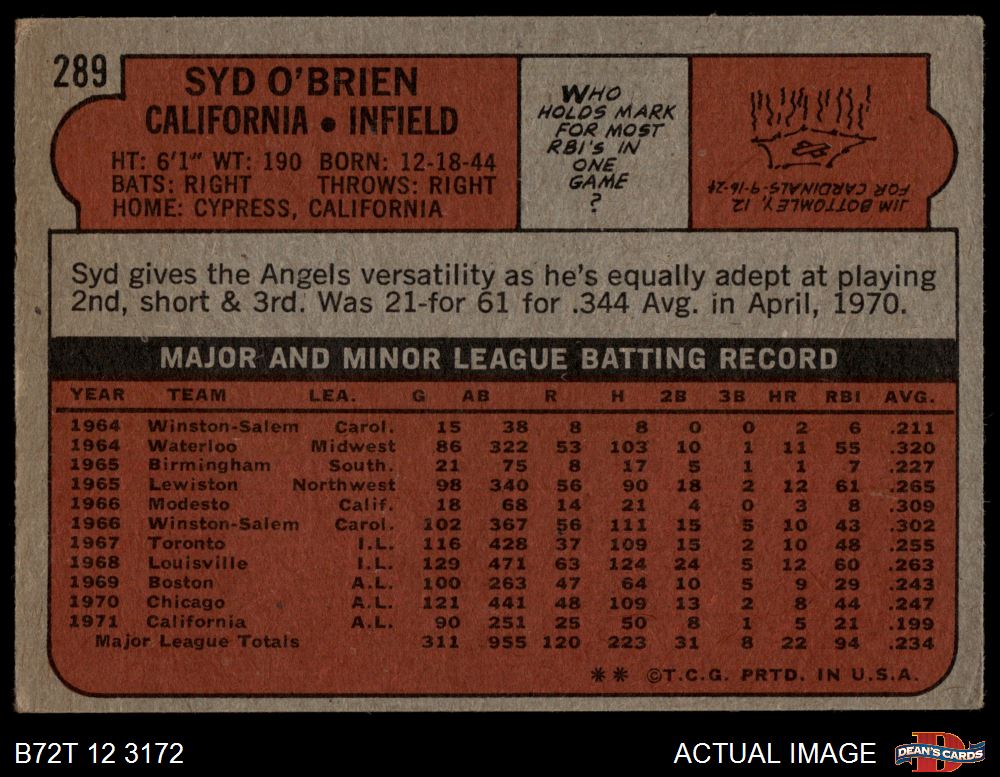 289
SYD O'BRIEN
CALIFORNIA • INFIELD
HT: 6'1" WT: 190 BORN: 12-18-44
BATS: RIGHT THROWS: RIGHT
HOME: CYPRESS, CALIFORNIA
WHO
HOLDS MARK
FOR MOST
RBI'S IN
ONE
GAME
?
JIM BOTTOMLEY, 12
FOR CARDINALS-9-16-24
Syd gives the Angels versatility as he's equally adept at playing
2nd, short & 3rd. Was 21-for 61 for .344 Avg. in April, 1970.
MAJOR AND MINOR LEAGUE BATTING RECORD
YEAR TEAM LEA. G AB R H 2B 3B HR RBI AVG.
1964 Winston-Salem Carol. 15 38 8 8 0 0 2 6 .211
1964 Waterloo Midwest 86 322 53 103 10 1 11 55 .320
1965 Birmingham South. 21 75 8 17 5 1 1 7 .227
1965 Lewiston Northwest 98 340 56 90 18 2 12 61 .265
1966 Modesto Calif. 18 68 14 21 4 0 3 8 .309
1966 Winston-Salem Carol. 102 367 56 111 15 5 10 43 .302
1967 Toronto I.L. 116 428 37 109 15 2 10 48 .255
1968 Louisville I.L. 129 471 63 124 24 5 12 60 .263
1969 Boston A.L. 100 263 47 64 10 5 9 29 .243
1970 Chicago A.L. 121 441 48 109 13 2 8 44 .247
1971 California A.L. 90 251 25 50 8 1 5 21 .199
Major League Totals 311 955 120 223 31 8 22 94 .234
** ©T.C.G. PRTD. IN U.S.A.
B72T 12 3172
ACTUAL IMAGE
DEAN'S CARDS